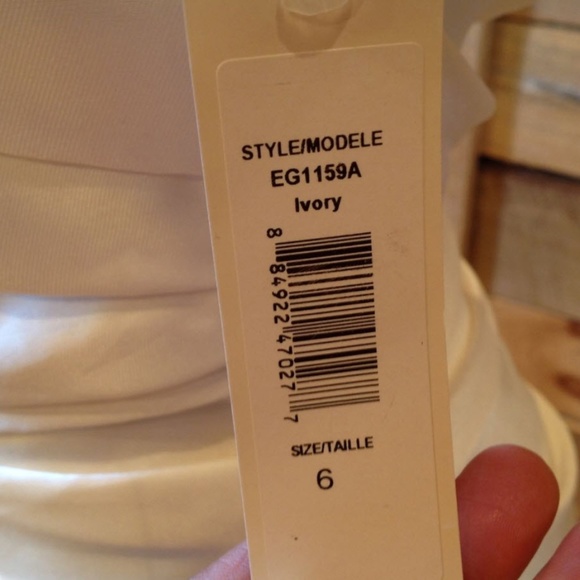 STYLE/MODELE
EG1159A
Ivory
8 84922 47027 7
SIZE/TAILLE
6